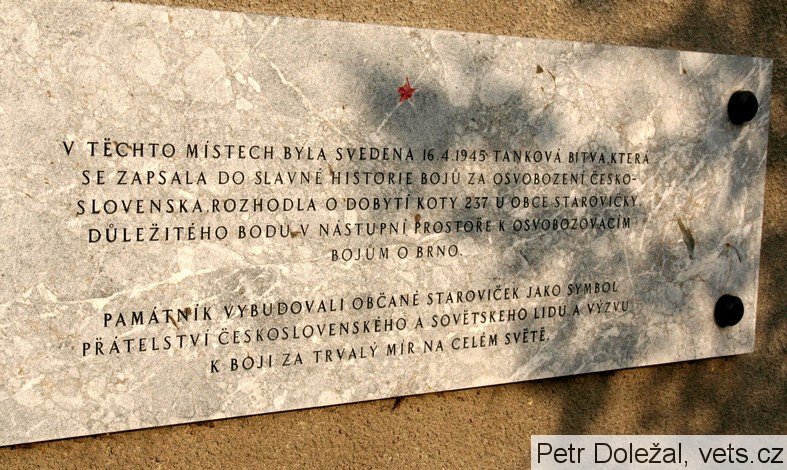 V TĚCHTO MÍSTECH BYLA SVEDENA 16.4.1945 TANKOVÁ BITVA, KTERÁ
SE ZAPSALA DO SLAVNÉ HISTORIE BOJŮ ZA OSVOBOZENÍ ČESKO-
SLOVENSKA. ROZHODLA O DOBYTÍ KOTY 237 U OBCE STAROVIČKY,
DŮLEŽITÉHO BODU V NÁSTUPNÍ PROSTOŘE K OSVOBOZOVACÍM
BOJŮM O BRNO.
PAMÁTNÍK VYBUDOVALI OBČANÉ STAROVIČEK JAKO SYMBOL
PŘÁTELSTVÍ ČESKOSLOVENSKÉHO A SOVĚTSKÉHO LIDU A VÝZVU
K BOJI ZA TRVALÝ MÍR NA CELÉM SVĚTĚ.
Petr Doležal, vets.cz